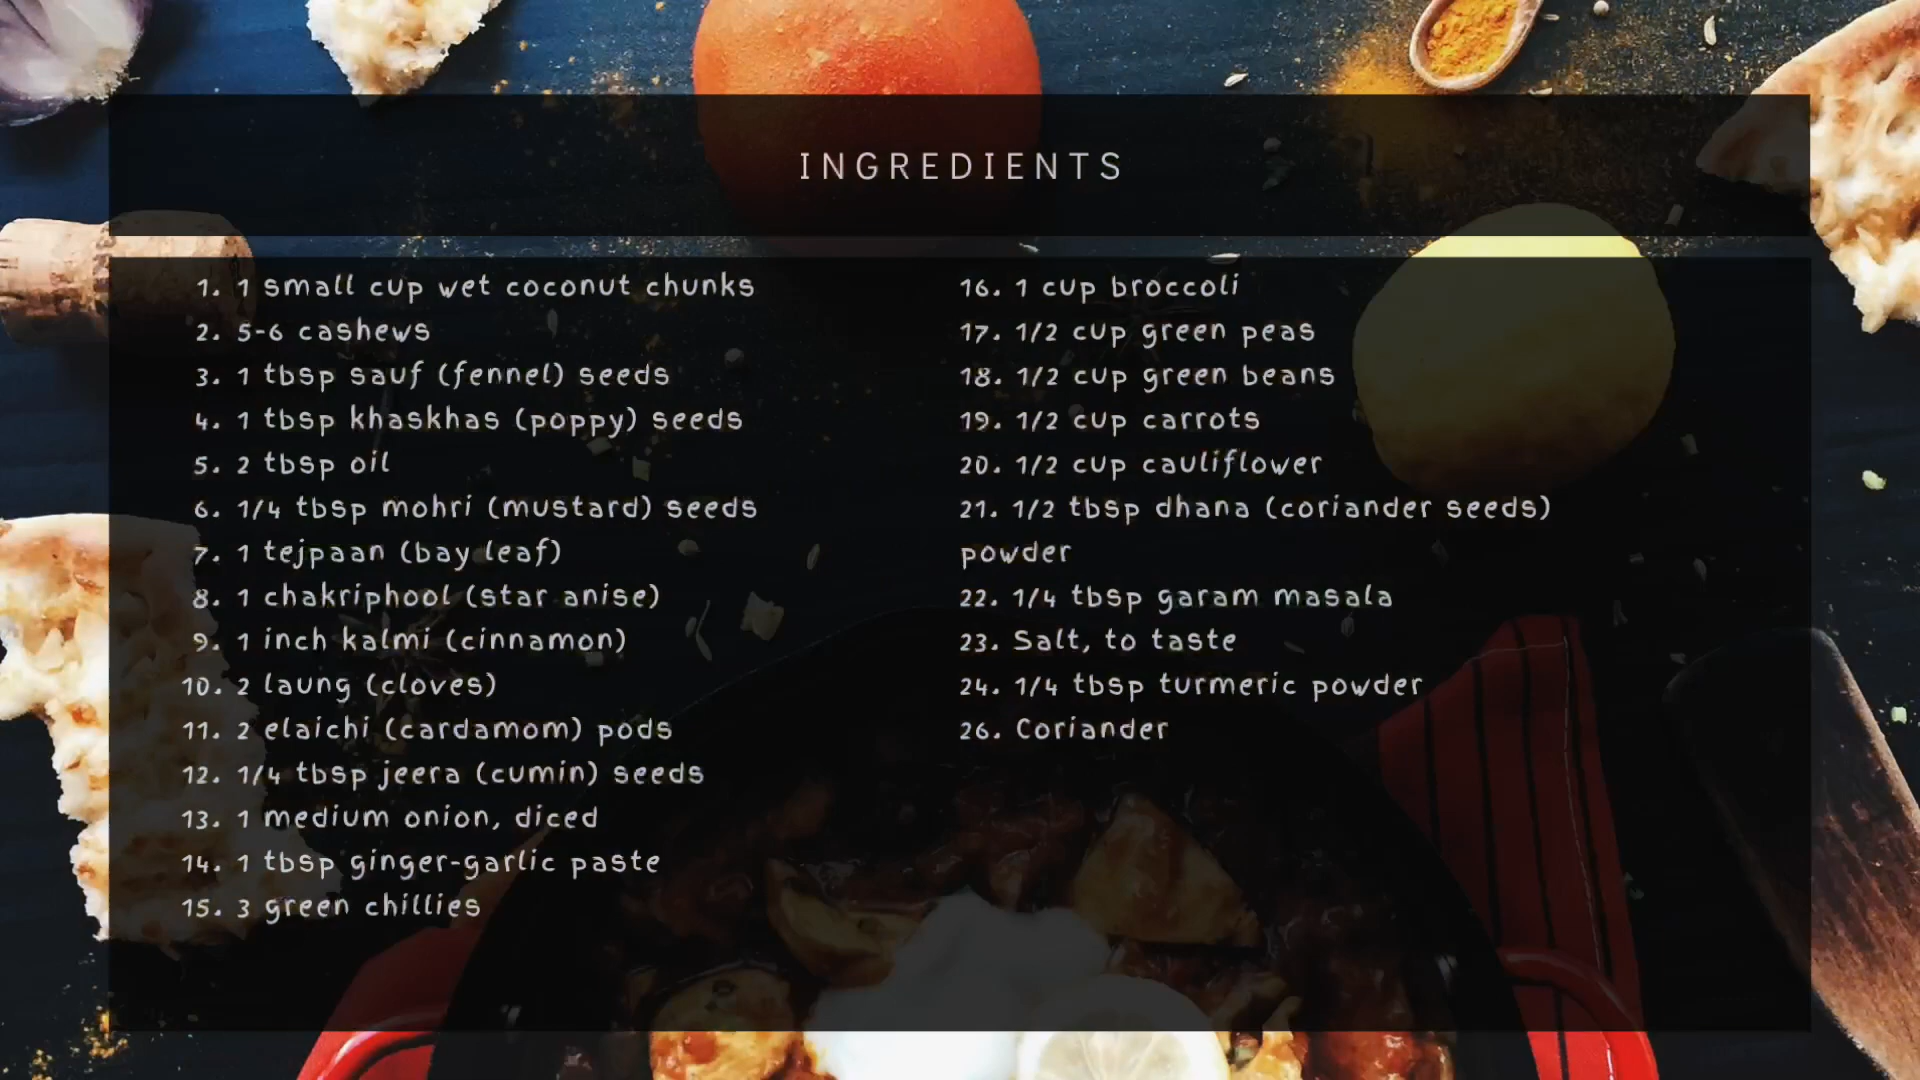 INGREDIENTS
1. 1 small cup wet coconut chunks
2. 5-6 cashews
3. 1 tbsp sauf (fennel) seeds
4. 1 tbsp khaskhas (poppy) seeds
5. 2 tbsp oil
6. 1/4 tbsp mohri (mustard) seeds
7. 1 tejpaan (bay leaf)
8. 1 chakriphool (star anise)
9. 1 inch kalmi (cinnamon)
10. 2 laung (cloves)
11. 2 elaichi (cardamom) pods
12. 1/4 tbsp jeera (cumin) seeds
13. 1 medium onion, diced
14. 1 tbsp ginger-garlic paste
15. 3 green chillies
16. 1 cup broccoli
17. 1/2 cup green peas
18. 1/2 cup green beans
19. 1/2 cup carrots
20. 1/2 cup cauliflower
21. 1/2 tbsp dhana (coriander seeds)
powder
22. 1/4 tbsp garam masala
23. Salt, to taste
24. 1/4 tbsp turmeric powder
26. Coriander